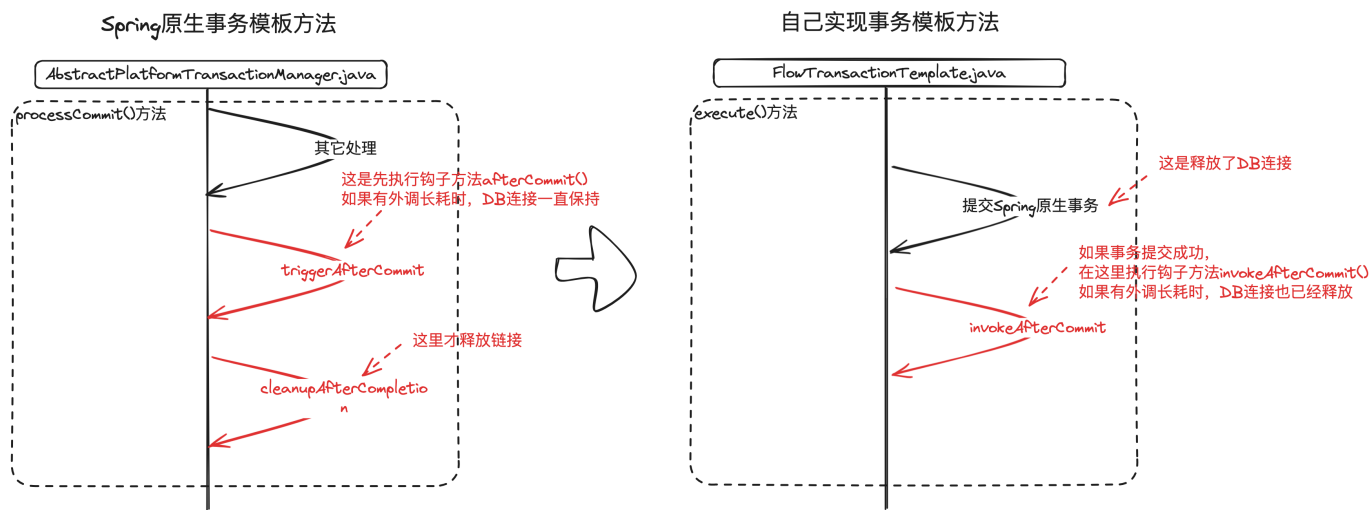 Spring原生事务模板方法
AbstractPlatformTransactionManager.java
processCommit()方法
其它处理
这是先执行钩子方法afterCommit()
如果有外调长耗时，DB连接一直保持
triggerAfterCommit
这里才释放链接
cleanupAfterCompletio
n
自己实现事务模板方法
FlowTransactionTemplate.java
execute()方法
这是释放了DB连接
提交Spring原生事务
如果事务提交成功，
在这里执行钩子方法invokeAfterCommit()
如果有外调长耗时，DB连接也已经释放
invokeAfterCommit